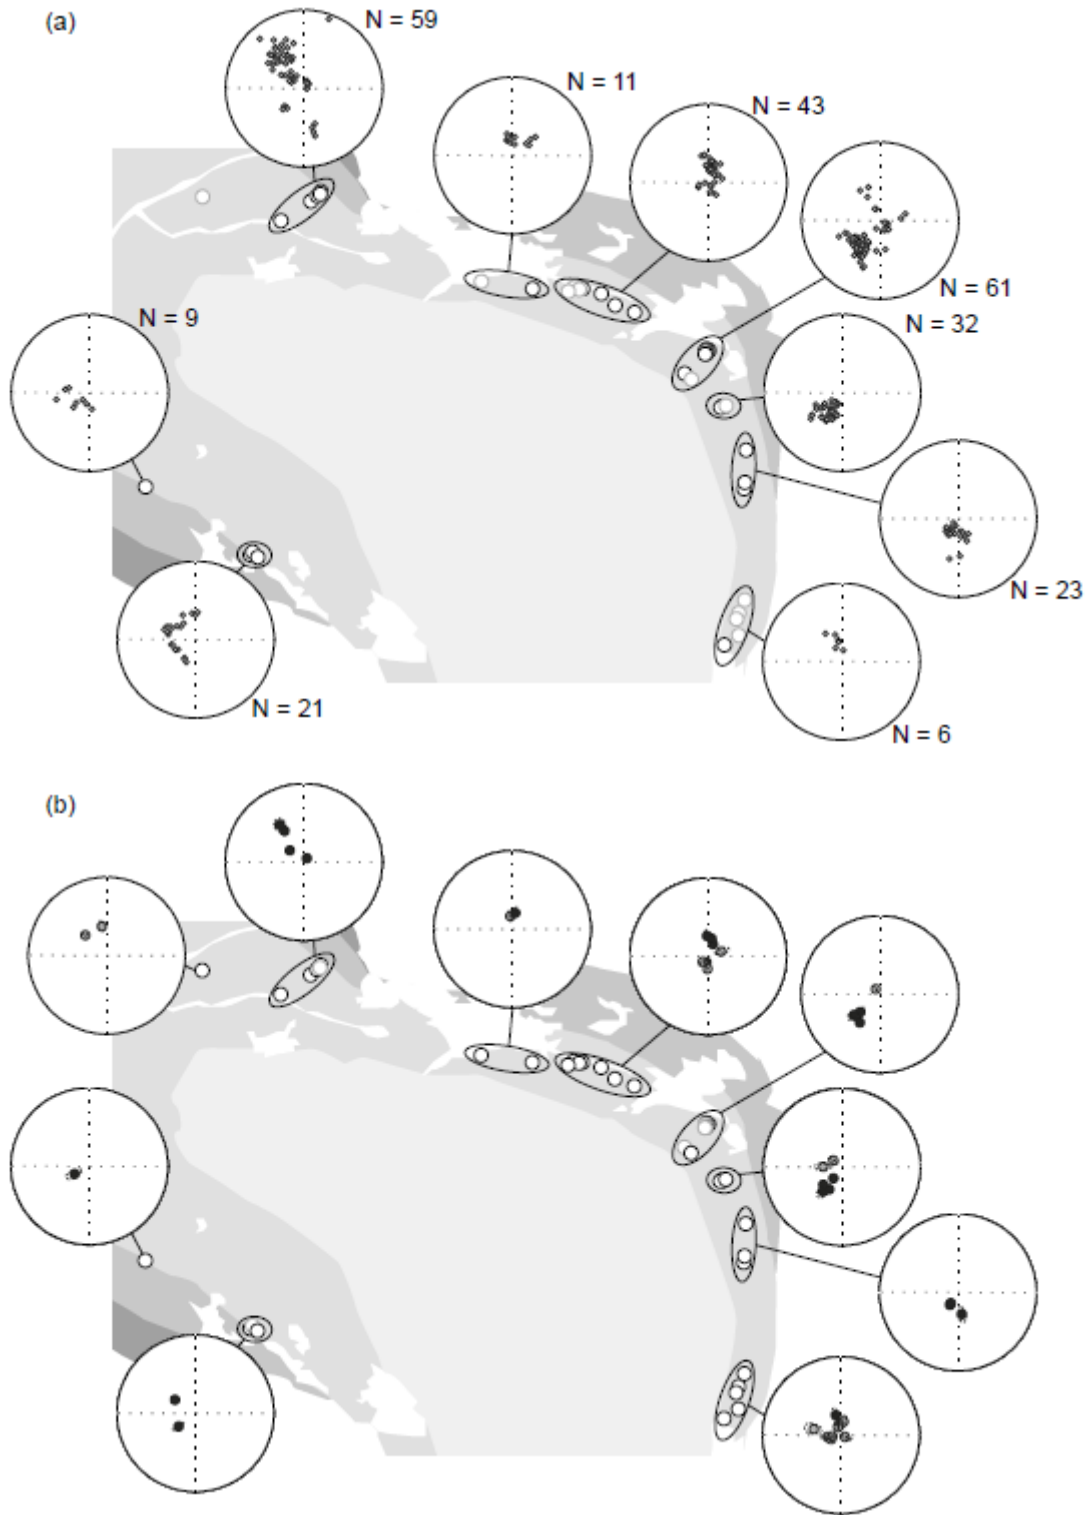 (a)
N = 59
N = 11
N = 43
N = 61
N = 9
N = 32
N = 23
N = 21
N = 6
(b)